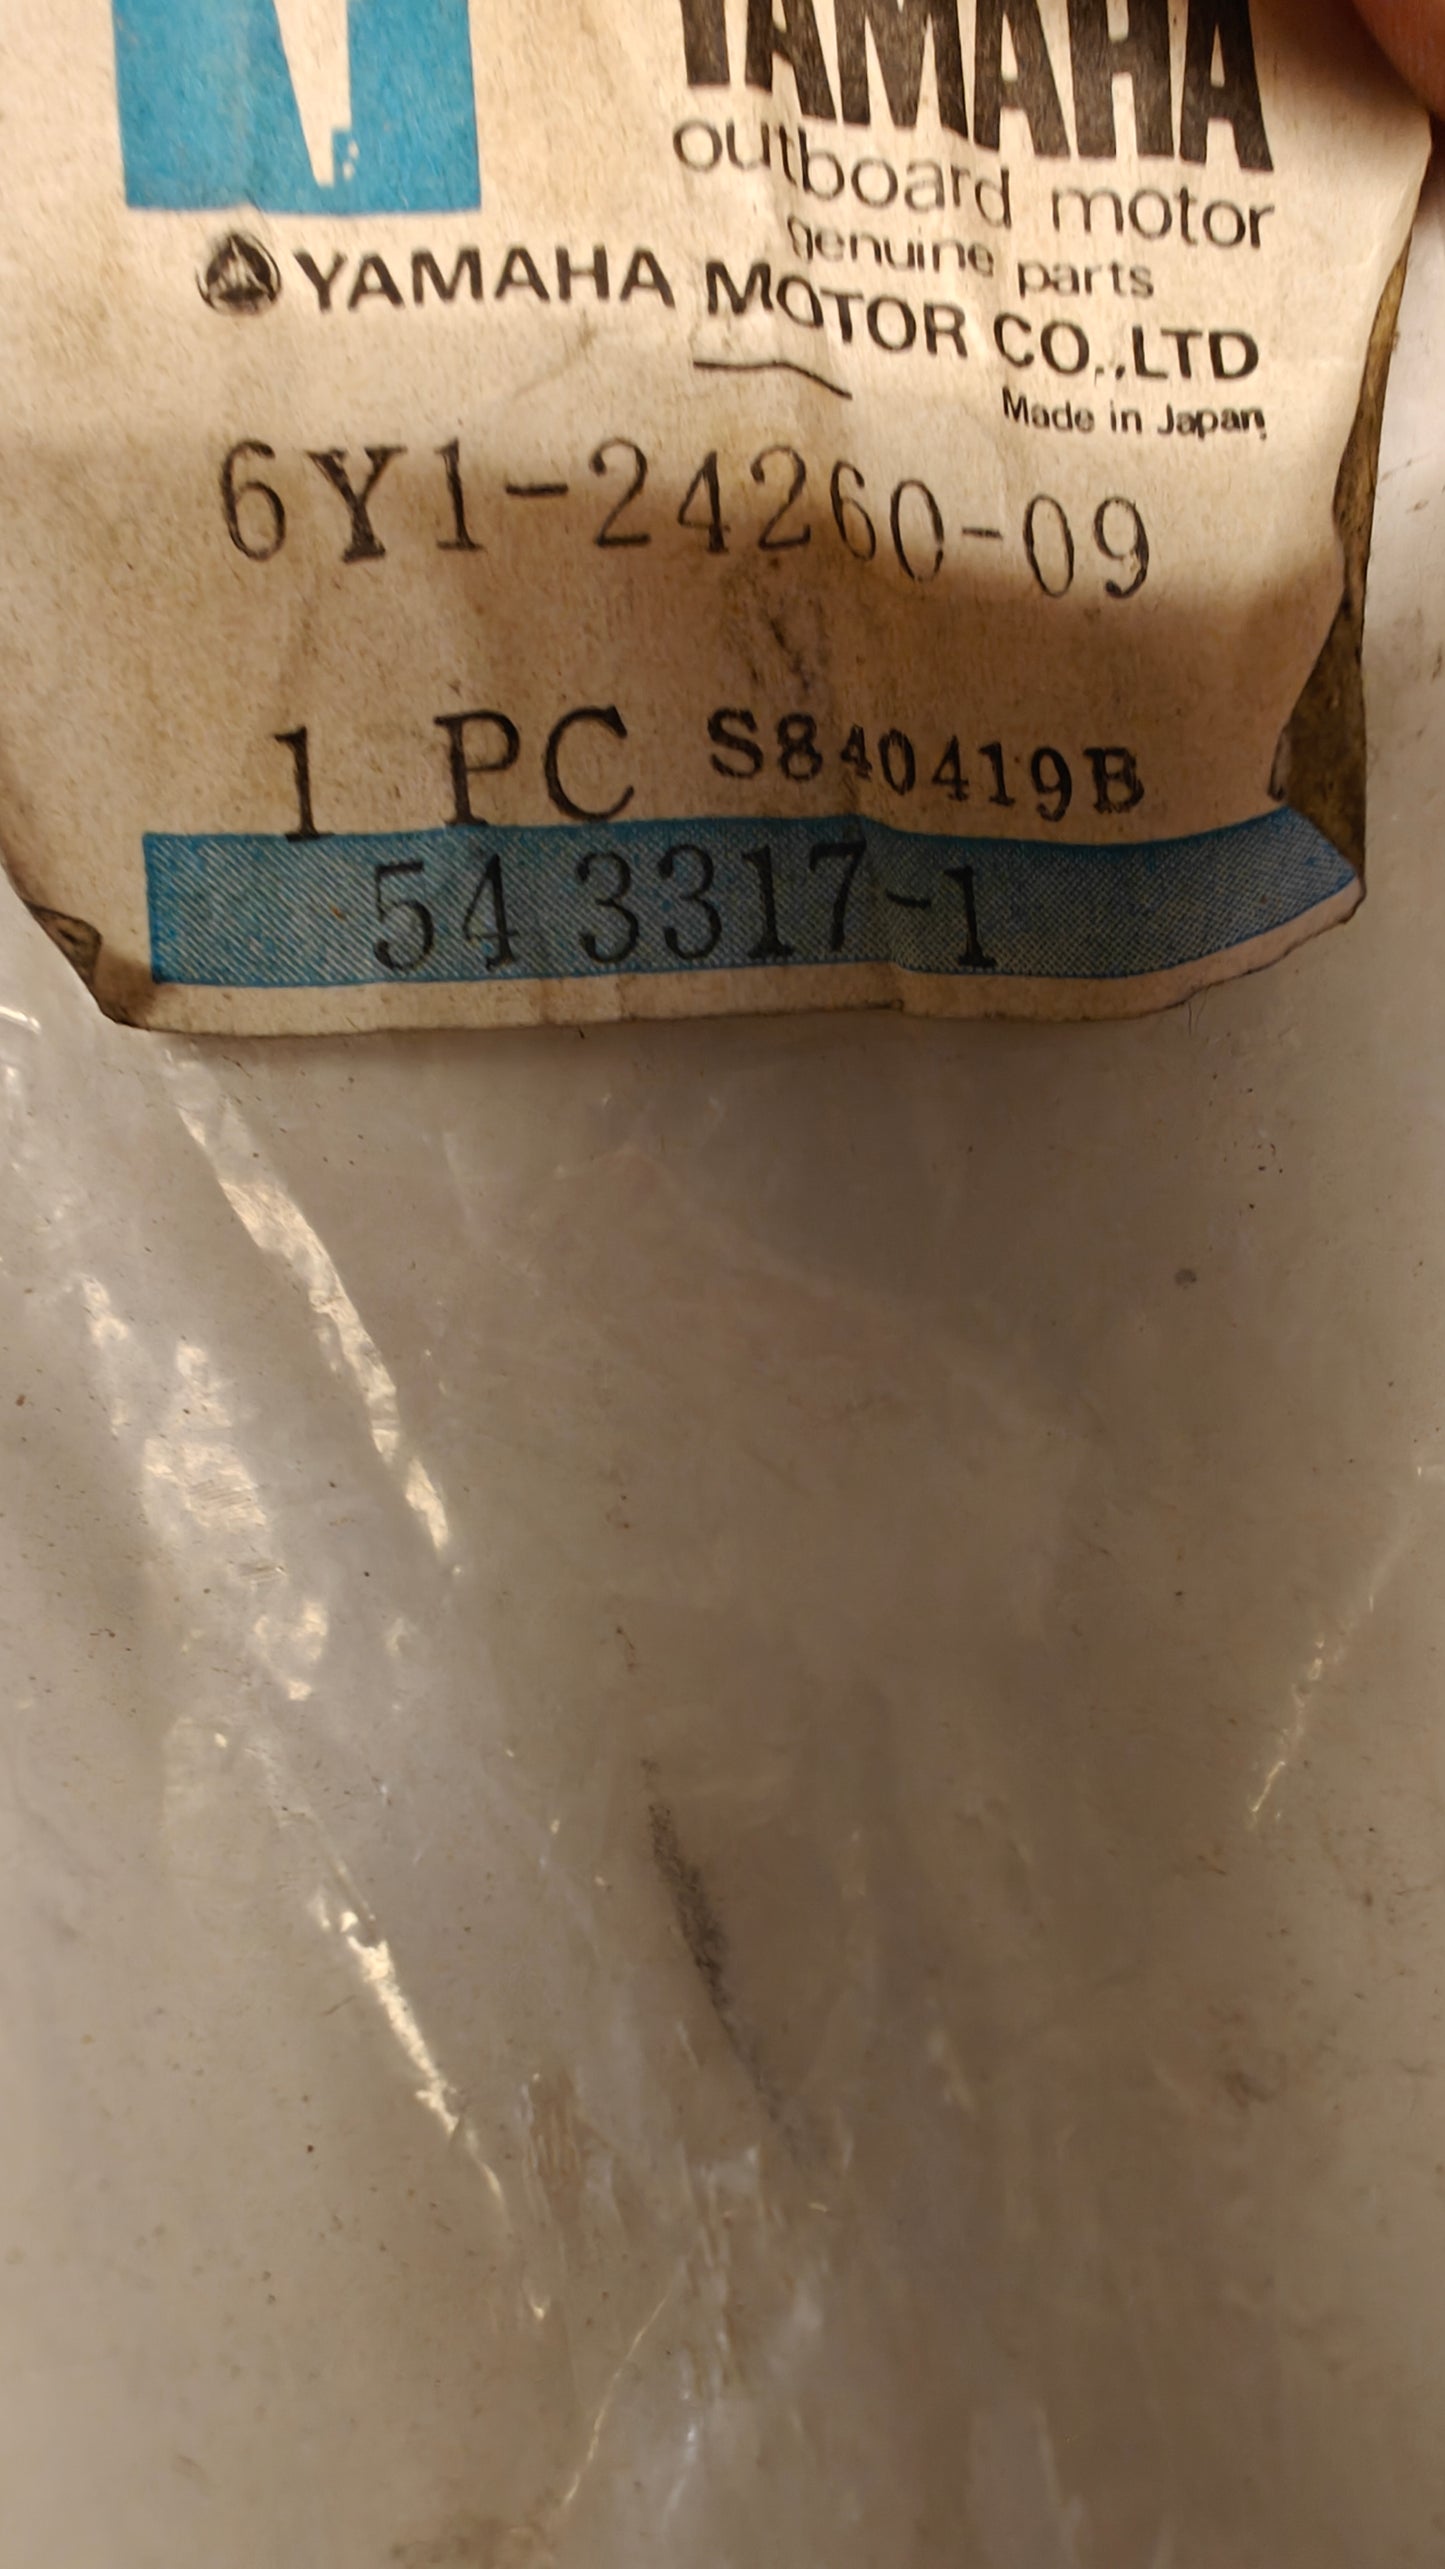 YAMAHA
outboard motor
genuine parts
YAMAHA MOTOR CO.,LTD
Made in Japan
6Y1-24260-09
1 PC S840419B
54 3317-1